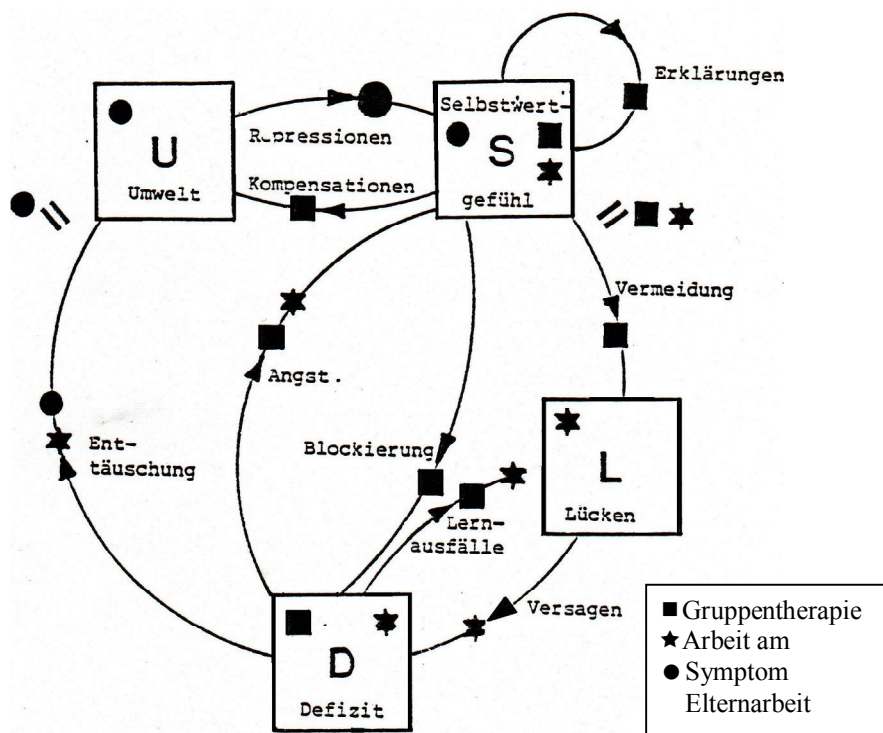 Erklärungen
Selbstwert-
U
S
R.pressionen
Umwelt
Kompensationen
gefühl
Vermeidung
Angst.
Ent-
täuschung
Blockierung
L
Lücken
Lern-
ausfälle
Versagen
D
Defizit
Gruppentherapie
Arbeit am
Symptom
Elternarbeit